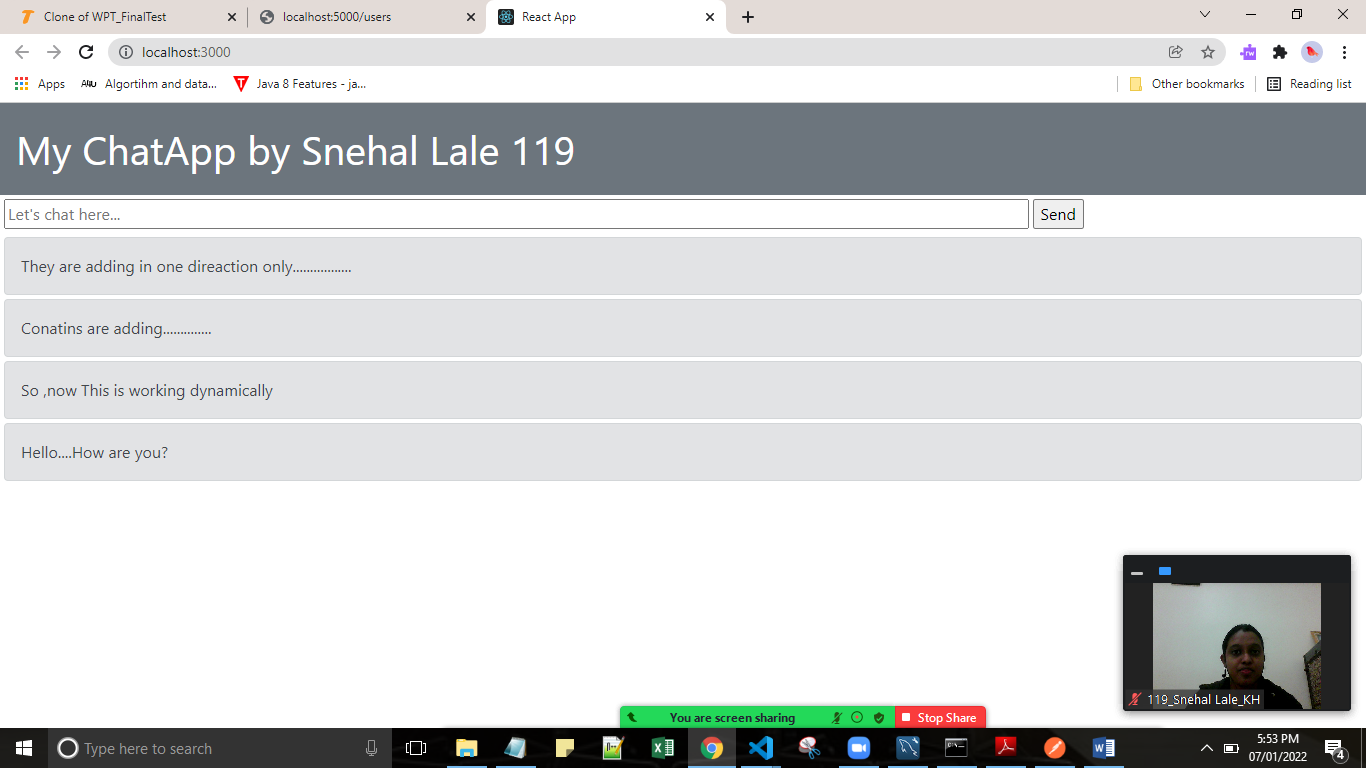 Clone of WPT_FinalTest
localhost:5000/users
React App
localhost:3000
Apps
Algortihm and data...
Java 8 Features - ja...
Other bookmarks
Reading list
My ChatApp by Snehal Lale 119
Let's chat here...
Send
They are adding in one direaction only.................
Conatins are adding..............
So ,now This is working dynamically
Hello....How are you?
119_Snehal Lale_KH
You are screen sharing
Stop Share
Type here to search
5:53 PM
07/01/2022
4